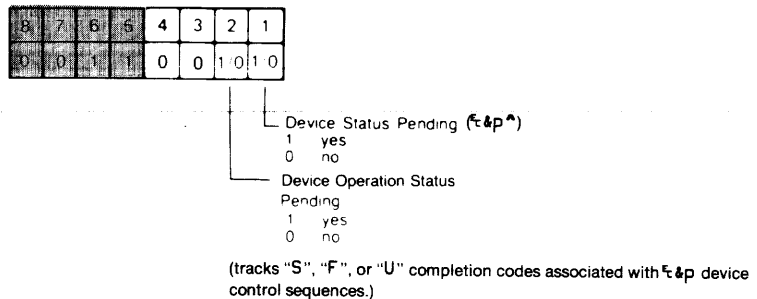 8 7 6 5 4 3 2 1
0 0 1 1 0 0 1/0 1/0
Device Status Pending (ᴱc&p^)
1 yes
0 no
Device Operation Status
Pending
1 yes
0 no
(tracks "S", "F", or "U" completion codes associated with ᴱc&p device
control sequences.)